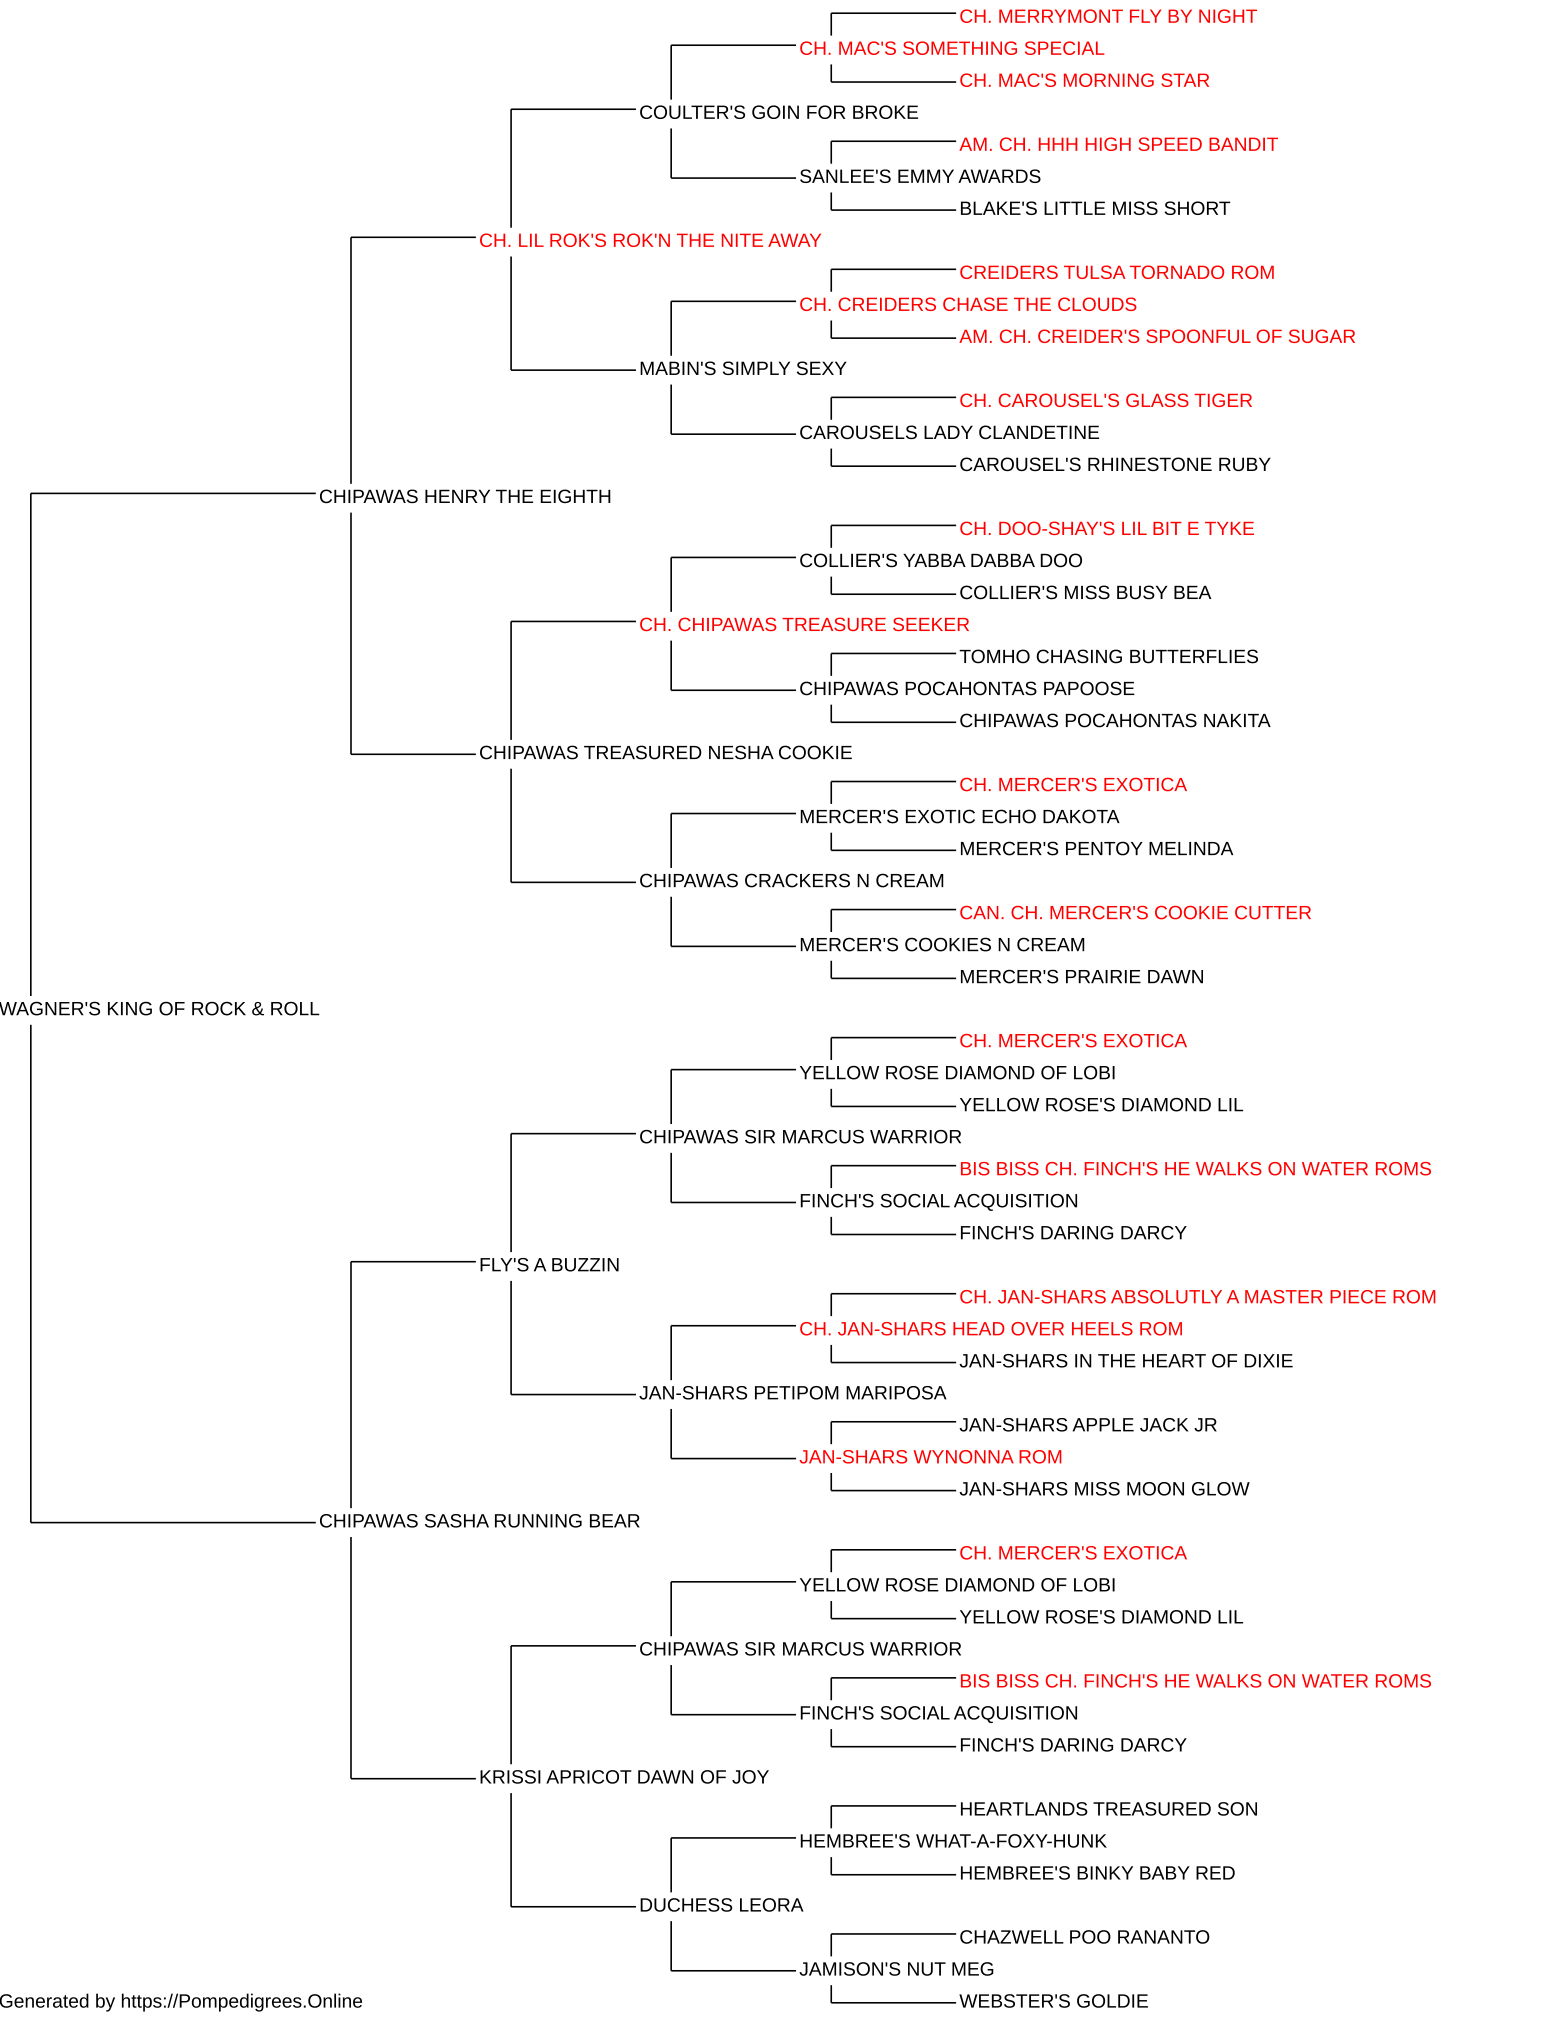 CH. MERRYMONT FLY BY NIGHT
CH. MAC'S SOMETHING SPECIAL
CH. MAC'S MORNING STAR
COULTER'S GOIN FOR BROKE
AM. CH. HHH HIGH SPEED BANDIT
SANLEE'S EMMY AWARDS
BLAKE'S LITTLE MISS SHORT
CH. LIL ROK'S ROK'N THE NITE AWAY
CREIDERS TULSA TORNADO ROM
CH. CREIDERS CHASE THE CLOUDS
AM. CH. CREIDER'S SPOONFUL OF SUGAR
MABIN'S SIMPLY SEXY
CH. CAROUSEL'S GLASS TIGER
CAROUSELS LADY CLANDETINE
CAROUSEL'S RHINESTONE RUBY
CHIPAWAS HENRY THE EIGHTH
CH. DOO-SHAY'S LIL BIT E TYKE
COLLIER'S YABBA DABBA DOO
COLLIER'S MISS BUSY BEA
CH. CHIPAWAS TREASURE SEEKER
TOMHO CHASING BUTTERFLIES
CHIPAWAS POCAHONTAS PAPOOSE
CHIPAWAS POCAHONTAS NAKITA
CHIPAWAS TREASURED NESHA COOKIE
CH. MERCER'S EXOTICA
MERCER'S EXOTIC ECHO DAKOTA
MERCER'S PENTOY MELINDA
CHIPAWAS CRACKERS N CREAM
CAN. CH. MERCER'S COOKIE CUTTER
MERCER'S COOKIES N CREAM
MERCER'S PRAIRIE DAWN
WAGNER'S KING OF ROCK & ROLL
CH. MERCER'S EXOTICA
YELLOW ROSE DIAMOND OF LOBI
YELLOW ROSE'S DIAMOND LIL
CHIPAWAS SIR MARCUS WARRIOR
BIS BISS CH. FINCH'S HE WALKS ON WATER ROMS
FINCH'S SOCIAL ACQUISITION
FINCH'S DARING DARCY
FLY'S A BUZZIN
CH. JAN-SHARS ABSOLUTLY A MASTER PIECE ROM
CH. JAN-SHARS HEAD OVER HEELS ROM
JAN-SHARS IN THE HEART OF DIXIE
JAN-SHARS PETIPOM MARIPOSA
JAN-SHARS APPLE JACK JR
JAN-SHARS WYNONNA ROM
JAN-SHARS MISS MOON GLOW
CHIPAWAS SASHA RUNNING BEAR
CH. MERCER'S EXOTICA
YELLOW ROSE DIAMOND OF LOBI
YELLOW ROSE'S DIAMOND LIL
CHIPAWAS SIR MARCUS WARRIOR
BIS BISS CH. FINCH'S HE WALKS ON WATER ROMS
FINCH'S SOCIAL ACQUISITION
FINCH'S DARING DARCY
KRISSI APRICOT DAWN OF JOY
HEARTLANDS TREASURED SON
HEMBREE'S WHAT-A-FOXY-HUNK
HEMBREE'S BINKY BABY RED
DUCHESS LEORA
CHAZWELL POO RANANTO
JAMISON'S NUT MEG
WEBSTER'S GOLDIE
Generated by https://Pompedigrees.Online